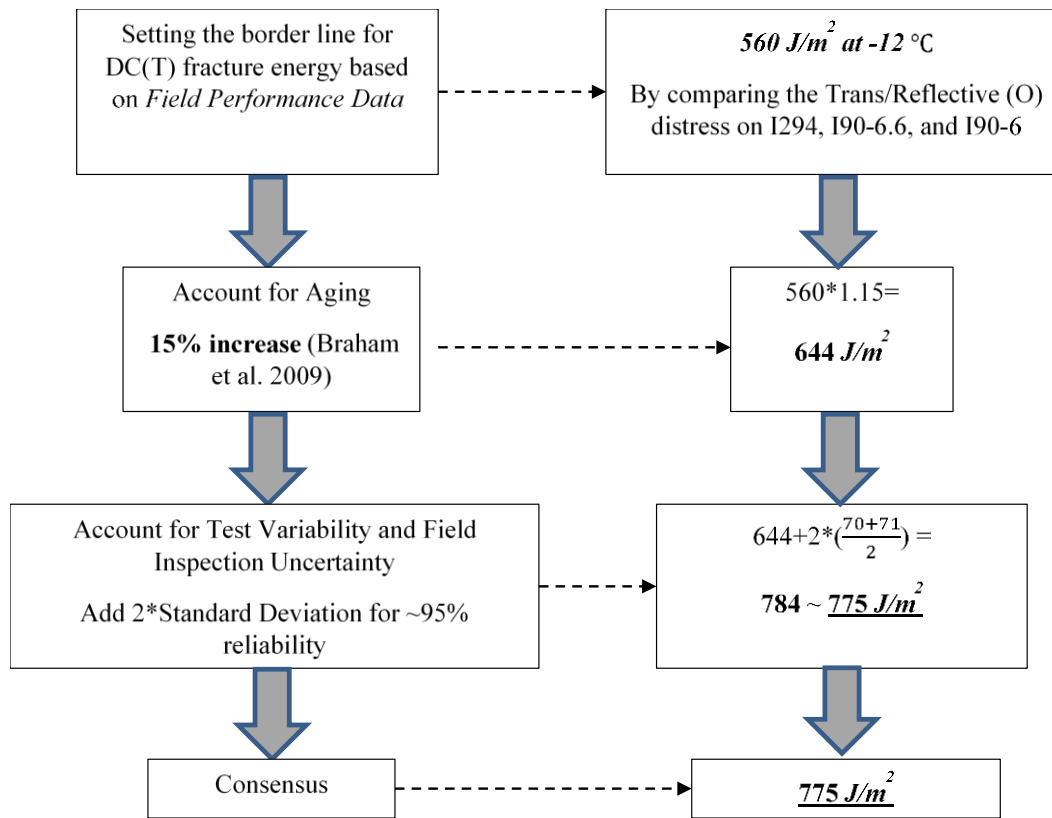 Setting the border line for
DC(T) fracture energy based
on Field Performance Data
560 J/m² at -12 °C
By comparing the Trans/Reflective (O)
distress on I294, I90-6.6, and I90-6
Account for Aging
15% increase (Braham
et al. 2009)
560*1.15=
644 J/m²
Account for Test Variability and Field
Inspection Uncertainty
Add 2*Standard Deviation for ~95%
reliability
644+2*(70+71/2) =
784 ~ 775 J/m²
Consensus
775 J/m²